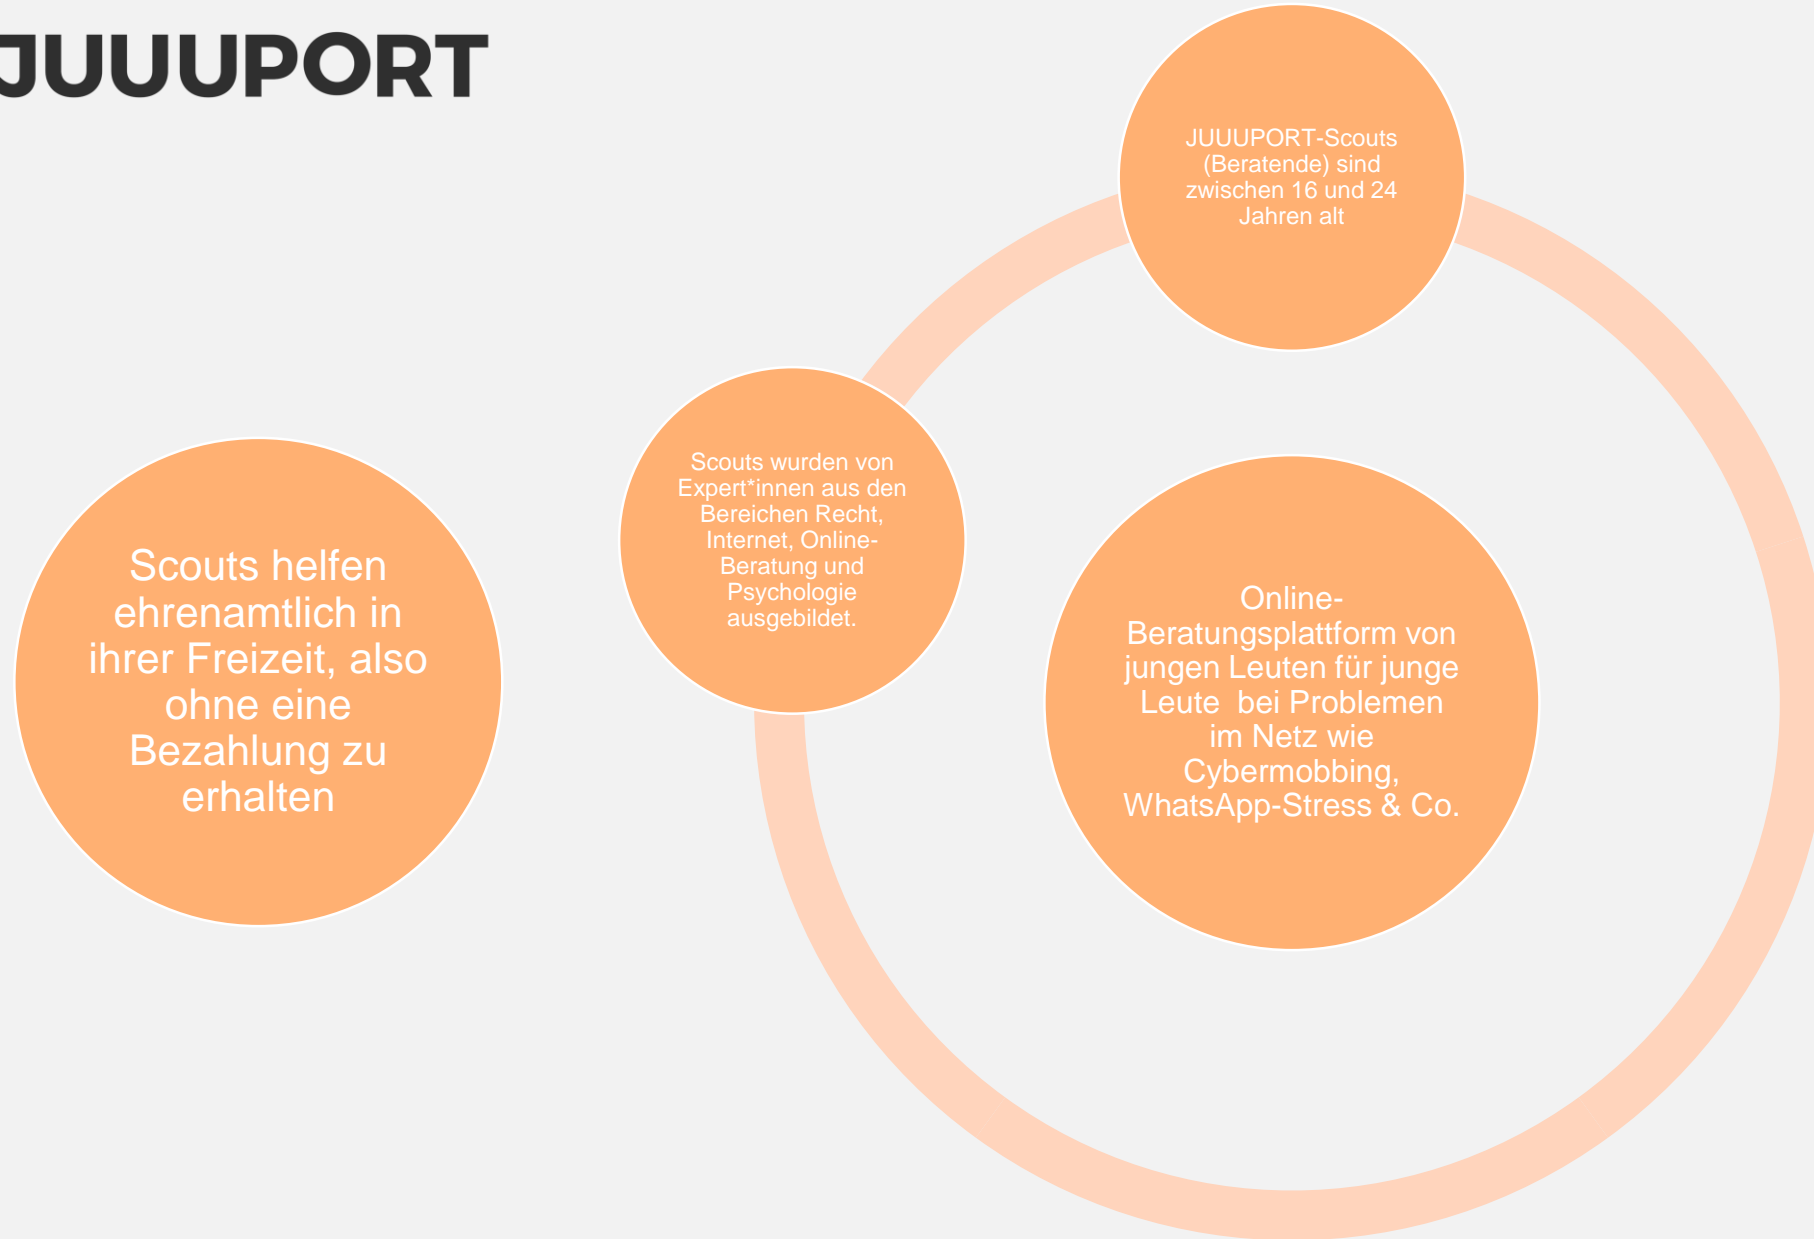 JUUUPORT
JUUUPORT-Scouts
(Beratende) sind
zwischen 16 und 24
Jahren alt
Scouts wurden von
Expert*innen aus den
Bereichen Recht,
Internet, Online-
Beratung und
Psychologie
ausgebildet.
Scouts helfen
ehrenamtlich in
ihrer Freizeit, also
ohne eine
Bezahlung zu
erhalten
Online-
Beratungsplattform von
jungen Leuten für junge
Leute  bei Problemen
im Netz wie
Cybermobbing,
WhatsApp-Stress & Co.